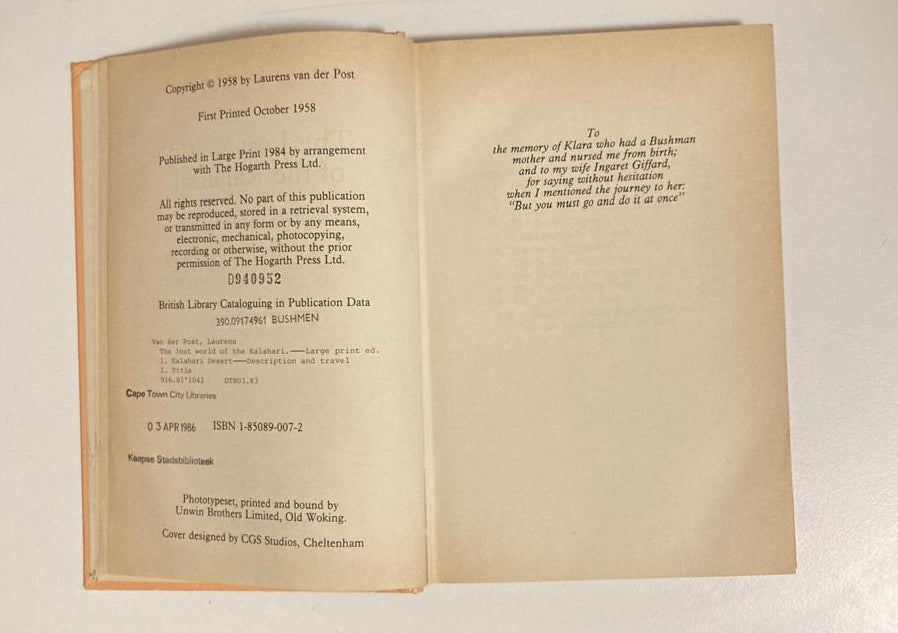 Copyright © 1958 by Laurens van der Post
First Printed October 1958
Published in Large Print 1984 by arrangement
with The Hogarth Press Ltd.
All rights reserved. No part of this publication
may be reproduced, stored in a retrieval system,
or transmitted in any form or by any means,
electronic, mechanical, photocopying,
recording or otherwise, without the prior
permission of The Hogarth Press Ltd.
D940952
British Library Cataloguing in Publication Data
390.09174961 BUSHMEN
Van der Post, Laurens
The lost world of the Kalahari.—Large print ed.
1. Kalahari Desert—Description and travel
I. Title
916.81'1042 DT803.K3
Cape Town City Libraries
03 APR 1986 ISBN 1-85089-007-2
Kaapse Stadsbiblioteek
Phototypeset, printed and bound by
Unwin Brothers Limited, Old Woking.
Cover designed by CGS Studios, Cheltenham
To
the memory of Klara who had a Bushman
mother and nursed me from birth;
and to my wife Ingaret Giffard,
for saying without hesitation
when I mentioned the journey to her:
"But you must go and do it at once"